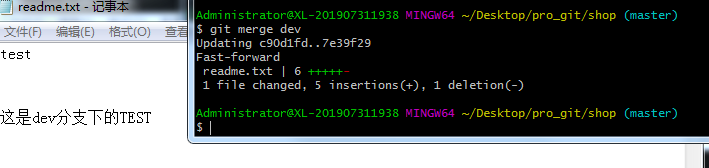 readme.txt - 记事本
文件(F) 编辑(E) 格式(O) 查看
test
这是dev分支下的TEST
Administrator@XL-201907311938 MINGW64 ~/Desktop/pro_git/shop (master)
$ git merge dev
Updating c90d1fd..7e39f29
Fast-forward
 readme.txt | 6 +++++-
 1 file changed, 5 insertions(+), 1 deletion(-)
Administrator@XL-201907311938 MINGW64 ~/Desktop/pro_git/shop (master)
$